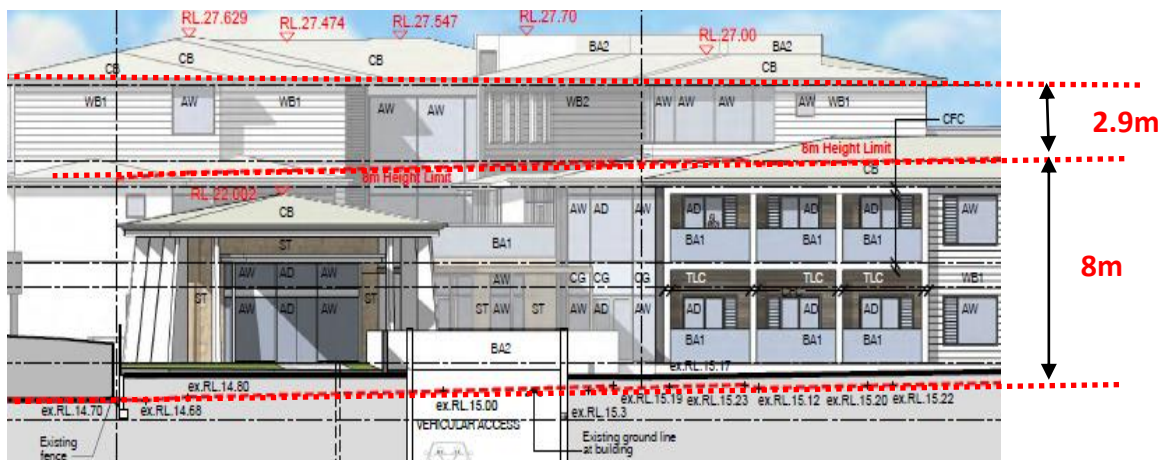 RL.27.629
RL.27.474
RL.27.547
RL.27.70
RL.27.00
BA2
BA2
CB
CB
CB
CB
WB1
AW
WB1
AW
AW
WB2
AW AW
AW
AW
WB1
CFC
2.9m
8m Height Limit
8m Height Limit
CB
RL.22.002
CB
ST
BA1
AW AD
AW
AD
AD
AD
AW
BA1
BA1
BA1
8m
AW
AD
AW
AW
CG CG
CG
TLC
TLC
TLC
WB1
CFC
ST
AW
AD
AW
ST
ST AW
ST
AW AD
AW
AD
AD
AD
AW
BA1
BA1
BA1
BA2
ex.RL.15.17
ex.RL.14.80
ex.RL.14.70
ex.RL.14.68
ex.RL.15.00
ex.RL.15.3
ex.RL.15.19
ex.RL.15.23
ex.RL.15.12
ex.RL.15.20
ex.RL.15.22
VEHICULAR ACCESS
Existing
fence
Existing ground line
at building